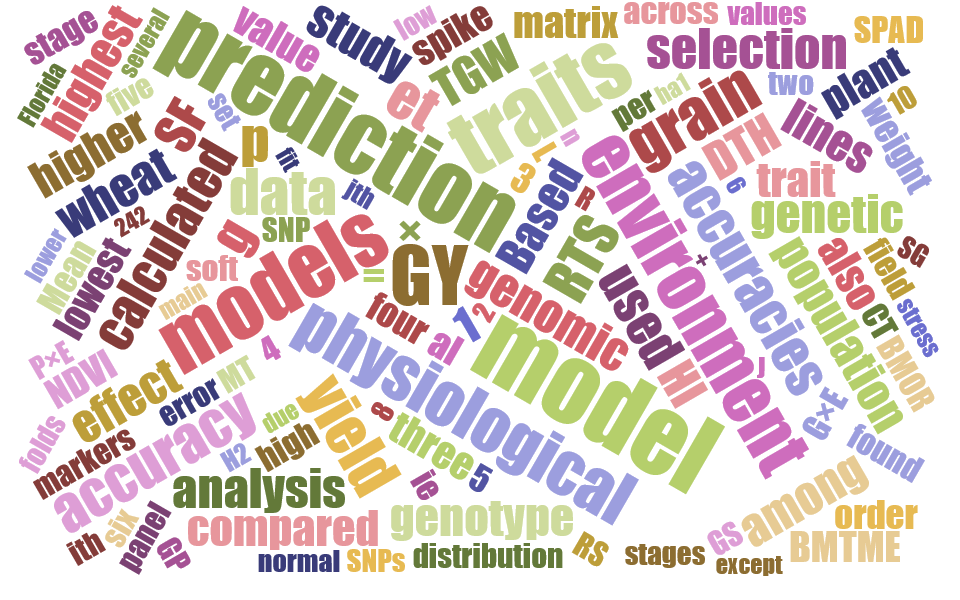 stage
highest
several
value
study
low
spike
matrix
across
values
SPAD
Florida
five
set
prediction
et
TGW
traits
selection
two
plant
10
higher
SF
p
fit
jth
=
1
3
per
ha1
grain
DTH
6
lines
weight
wheat
242
calculated
data
SNP
g
Based
R
RTS
environment
accuracies
trait
genetic
lower
Mean
lowest
soft
main
models
×
=
GY
genomic
four
al
1
2
used
+
population
also
field
SG
CT
stress
BMOR
P×E
NDVI
effect
error
MT
4
physiological
model
HI
J
G×E
found
folds
markers
accuracy
H2
due
high
yield
8
three
5
ie
analysis
compared
genotype
among
order
ith
six
panel
GP
normal
SNPs
distribution
RS
stages
GS
except
BMTME